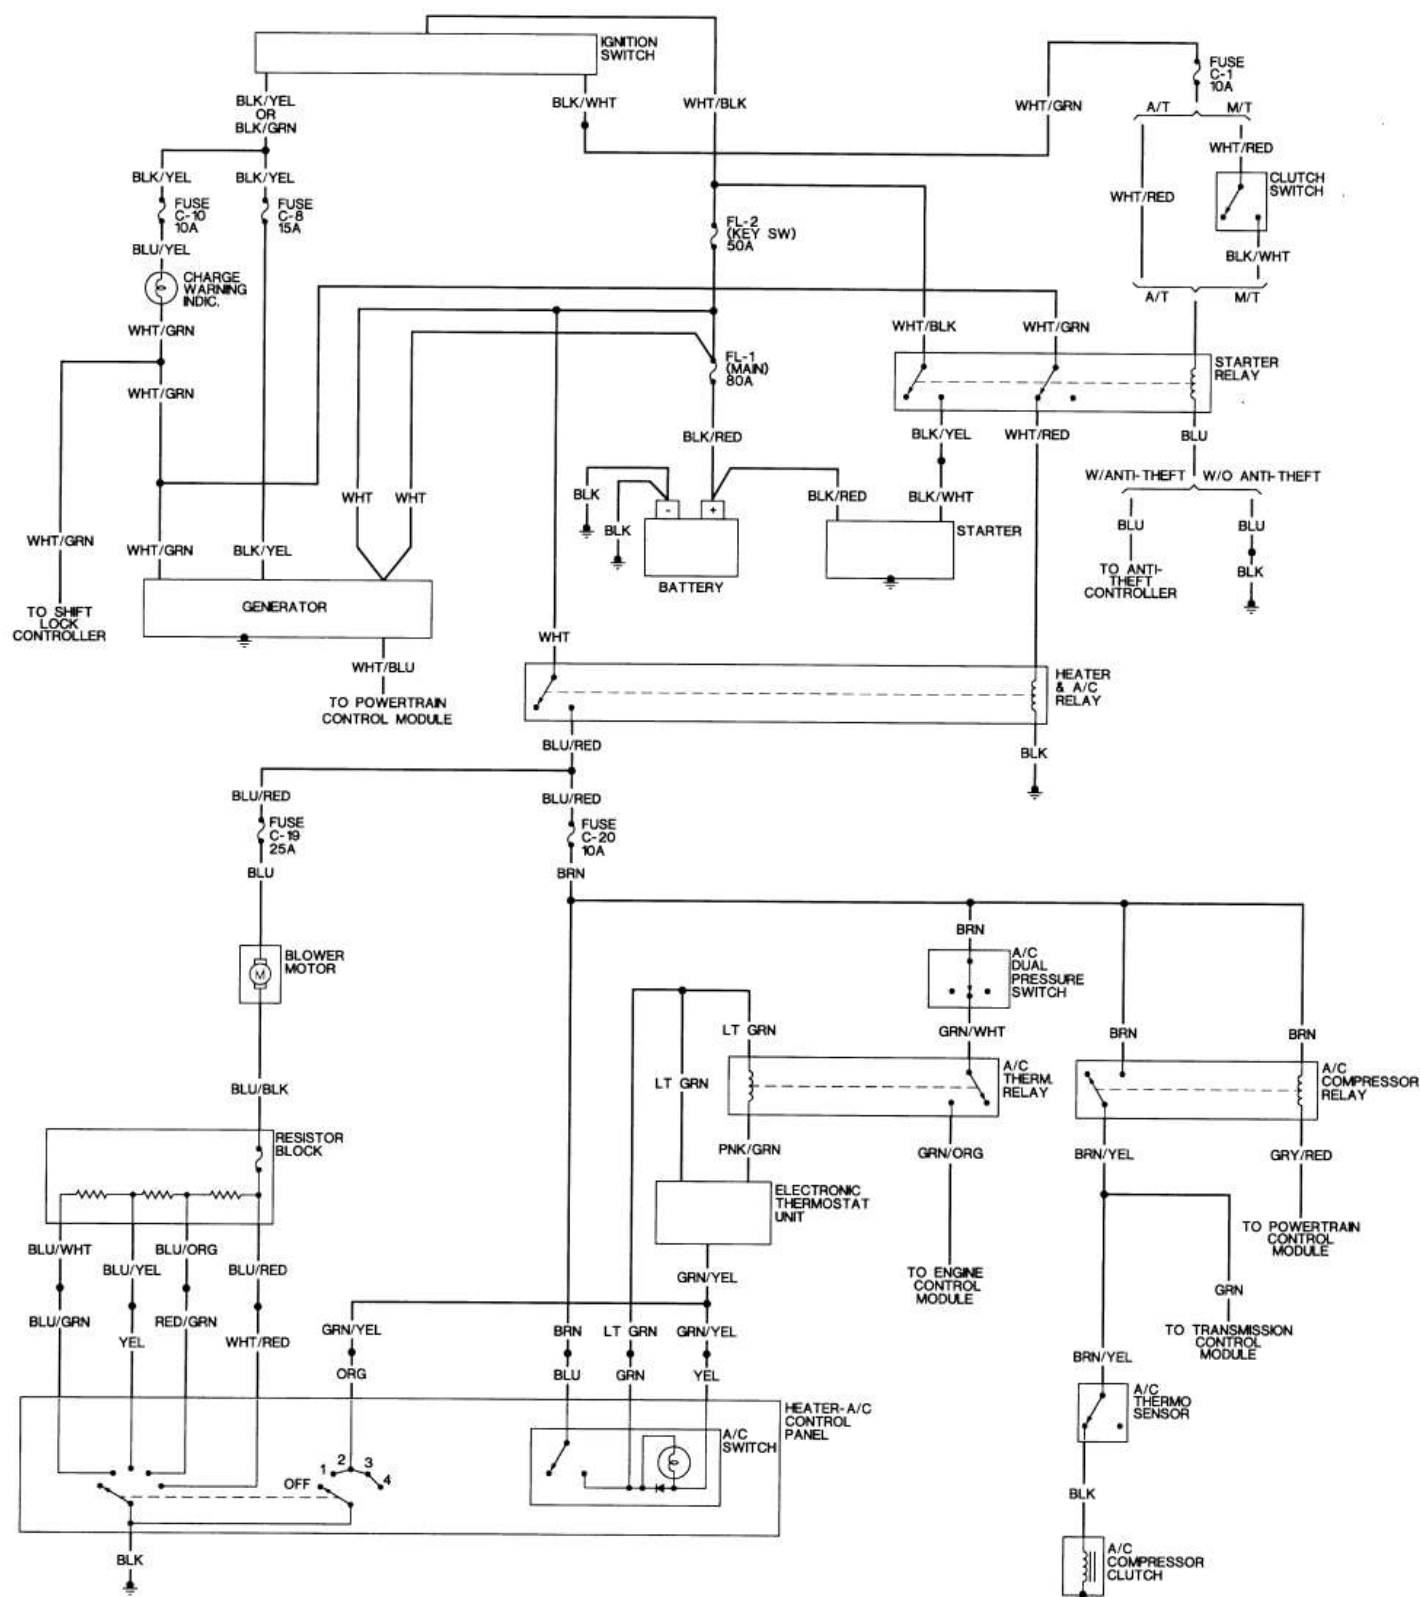 IGNITION
SWITCH
FUSE
C-1
10A
BLK/YEL
OR
BLK/GRN
BLK/WHT
WHT/BLK
WHT/GRN
A/T
M/T
WHT/RED
BLK/YEL
BLK/YEL
CLUTCH
SWITCH
WHT/RED
FUSE
C-10
10A
FUSE
C-8
15A
FL-2
(KEY SW)
50A
BLU/YEL
BLK/WHT
CHARGE
WARNING
INDIC.
A/T
M/T
WHT/GRN
WHT/BLK
WHT/GRN
FL-1
(MAIN)
80A
STARTER
RELAY
WHT/GRN
BLK/RED
BLK/YEL
WHT/RED
BLU
W/ANTI-THEFT
W/O ANTI-THEFT
WHT
WHT
BLK
BLK/RED
BLK/WHT
-
+
BLK
STARTER
BLU
BLU
WHT/GRN
WHT/GRN
BLK/YEL
BATTERY
TO ANTI-
THEFT
CONTROLLER
BLK
GENERATOR
TO SHIFT
LOCK
CONTROLLER
WHT
WHT/BLU
HEATER
& A/C
RELAY
TO POWERTRAIN
CONTROL MODULE
BLU/RED
BLK
BLU/RED
BLU/RED
FUSE
C-19
25A
FUSE
C-20
10A
BLU
BRN
BRN
BLOWER
MOTOR
M
A/C
DUAL
PRESSURE
SWITCH
LT GRN
GRN/WHT
BRN
BRN
LT GRN
A/C
THERM.
RELAY
A/C
COMPRESSOR
RELAY
BLU/BLK
RESISTOR
BLOCK
PNK/GRN
GRN/ORG
BRN/YEL
GRY/RED
ELECTRONIC
THERMOSTAT
UNIT
TO POWERTRAIN
CONTROL
MODULE
BLU/WHT
BLU/ORG
BLU/YEL
BLU/RED
GRN/YEL
TO ENGINE
CONTROL
MODULE
GRN
BLU/GRN
RED/GRN
YEL
WHT/RED
GRN/YEL
BRN
LT GRN
GRN/YEL
TO TRANSMISSION
CONTROL
MODULE
BRN/YEL
ORG
BLU
GRN
YEL
A/C
THERMO
SENSOR
HEATER-A/C
CONTROL
PANEL
A/C
SWITCH
OFF
1
2
3
4
BLK
BLK
A/C
COMPRESSOR
CLUTCH